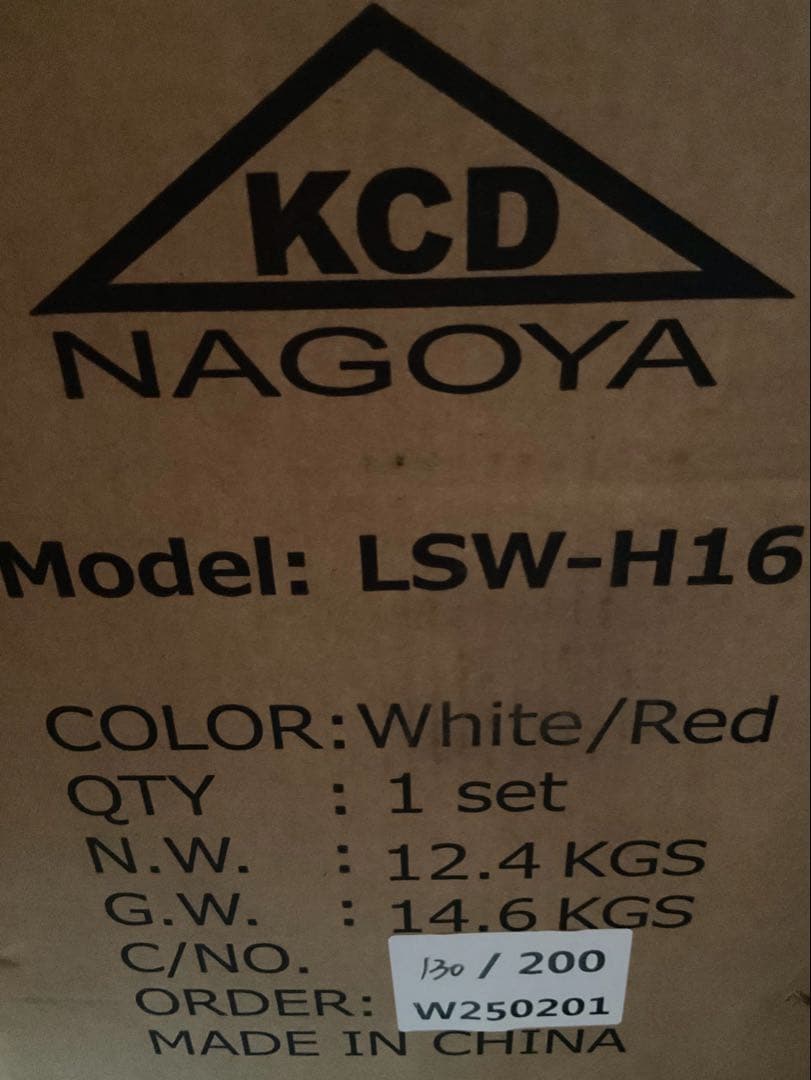 KCD
NAGOYA
Model: LSW-H16
COLOR: White/Red
QTY : 1 set
N.W. : 12.4 KGS
G.W. : 14.6 KGS
C/NO. 130 / 200
ORDER: W250201
MADE IN CHINA